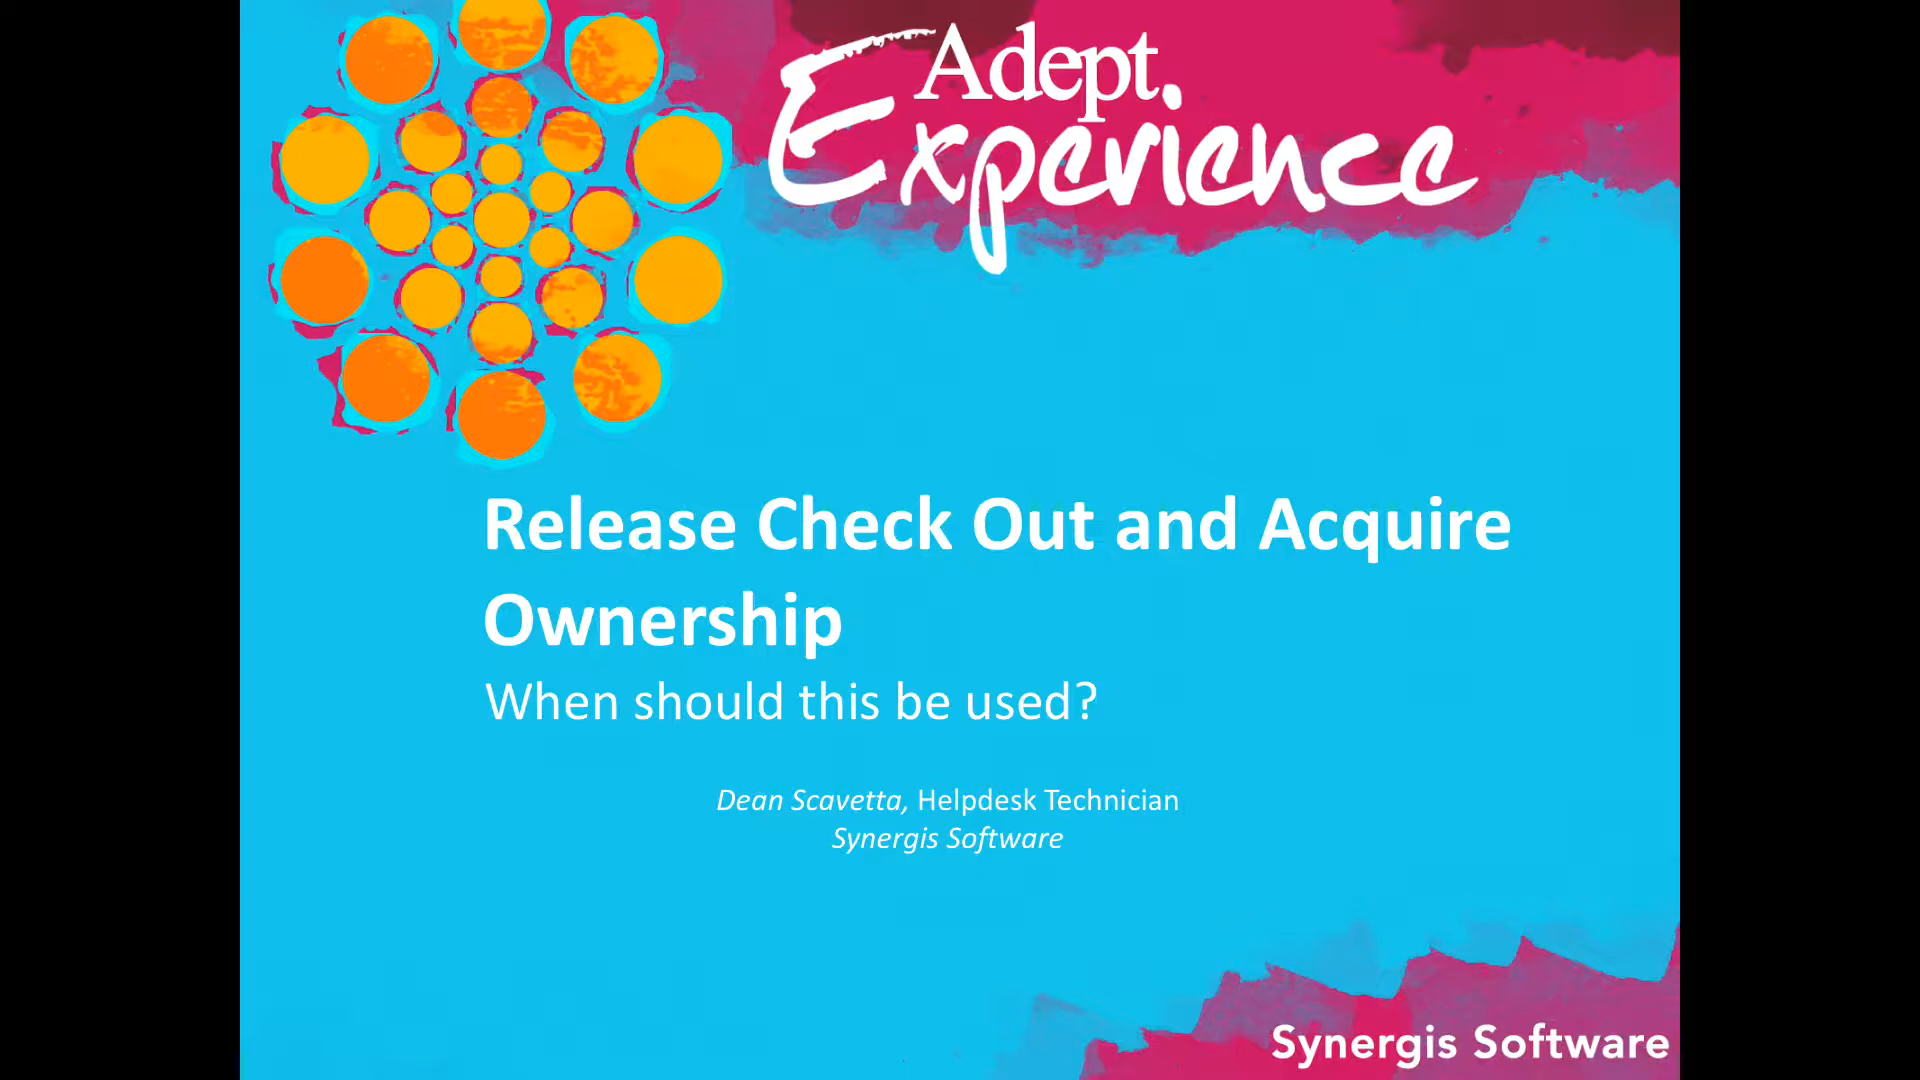 Adept.
Experience
Release Check Out and Acquire
Ownership
When should this be used?
Dean Scavetta, Helpdesk Technician
Synergis Software
Synergis Software